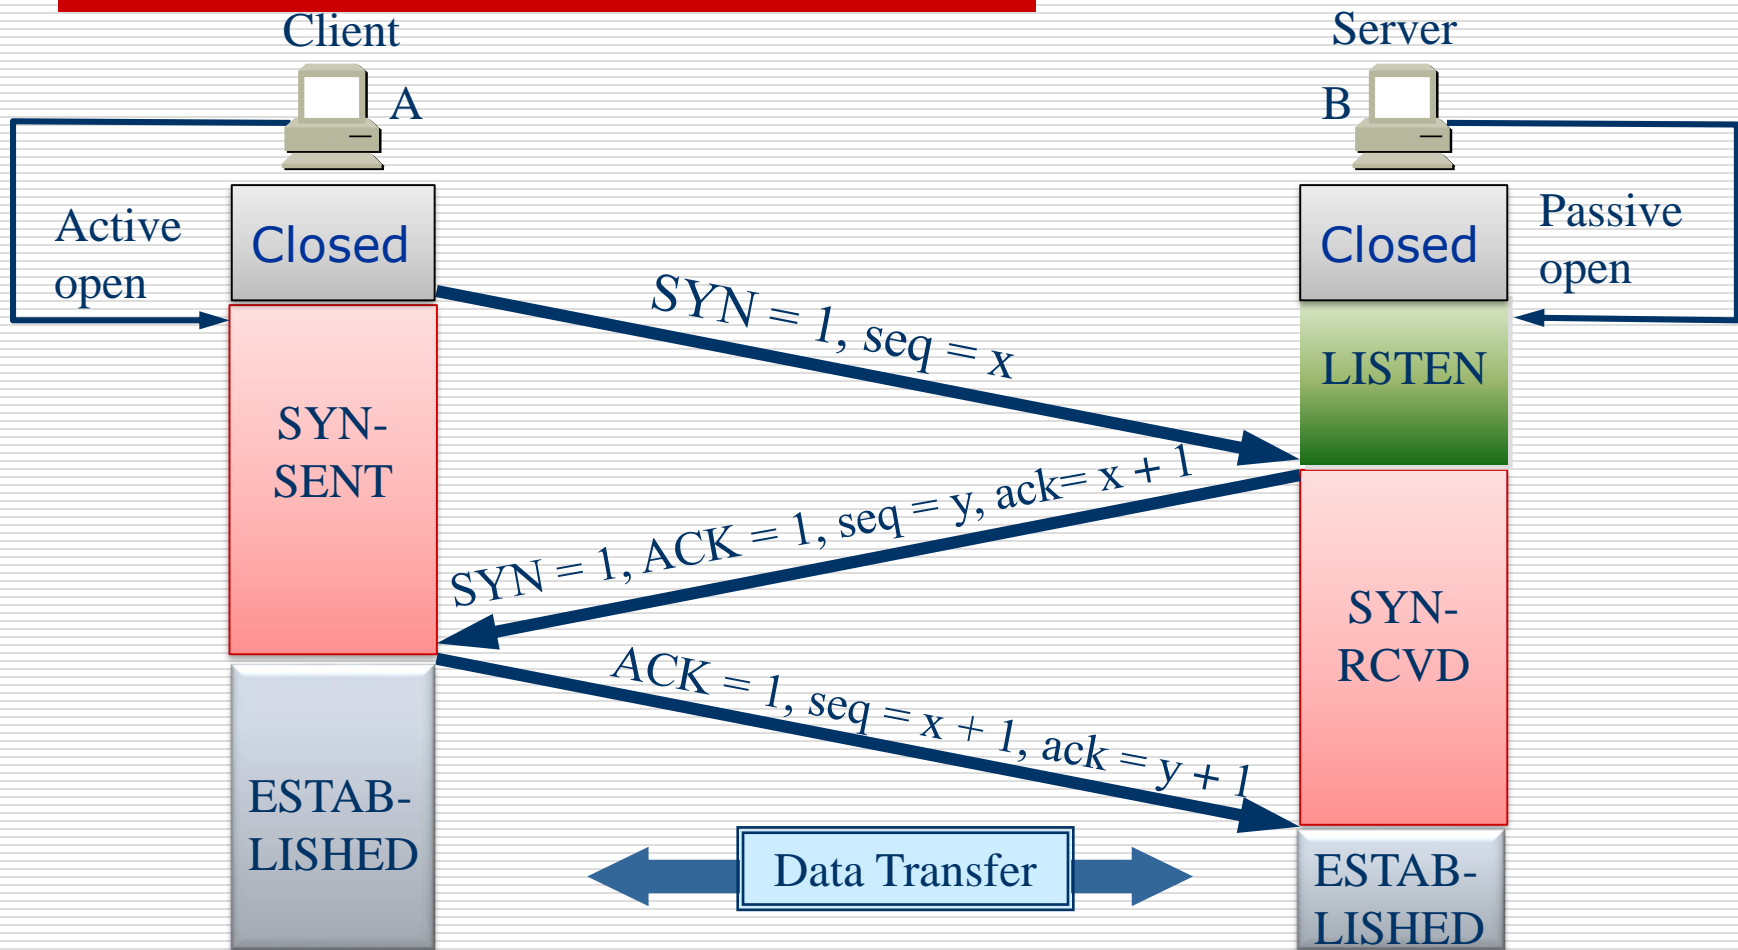 Client
Server
A
B
Active
open
Closed
Closed
Passive
open
SYN = 1, seq = x
LISTEN
SYN-
SENT
SYN = 1, ACK = 1, seq = y, ack= x + 1
SYN-
RCVD
ACK = 1, seq = x + 1, ack = y + 1
ESTAB-
LISHED
Data Transfer
ESTAB-
LISHED